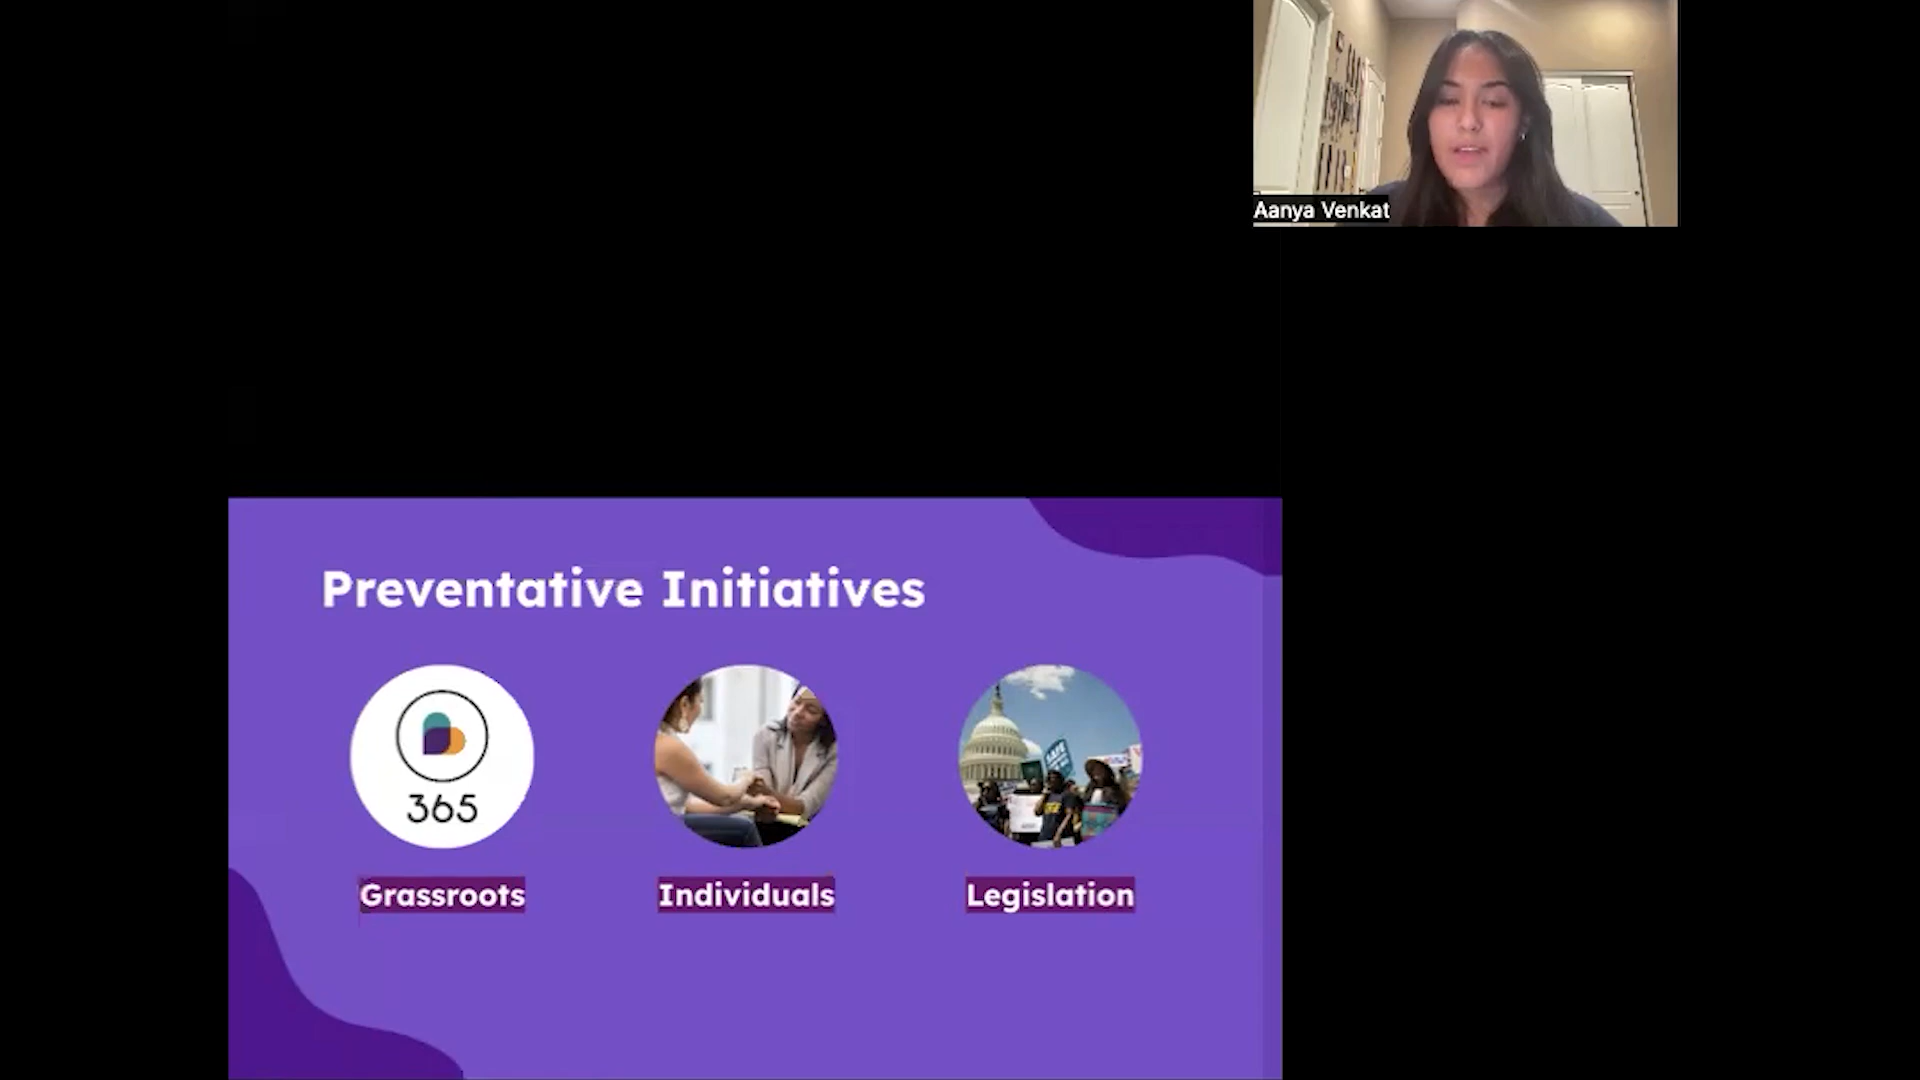 Aanya Venkat
Preventative Initiatives
365
Grassroots
Individuals
Legislation